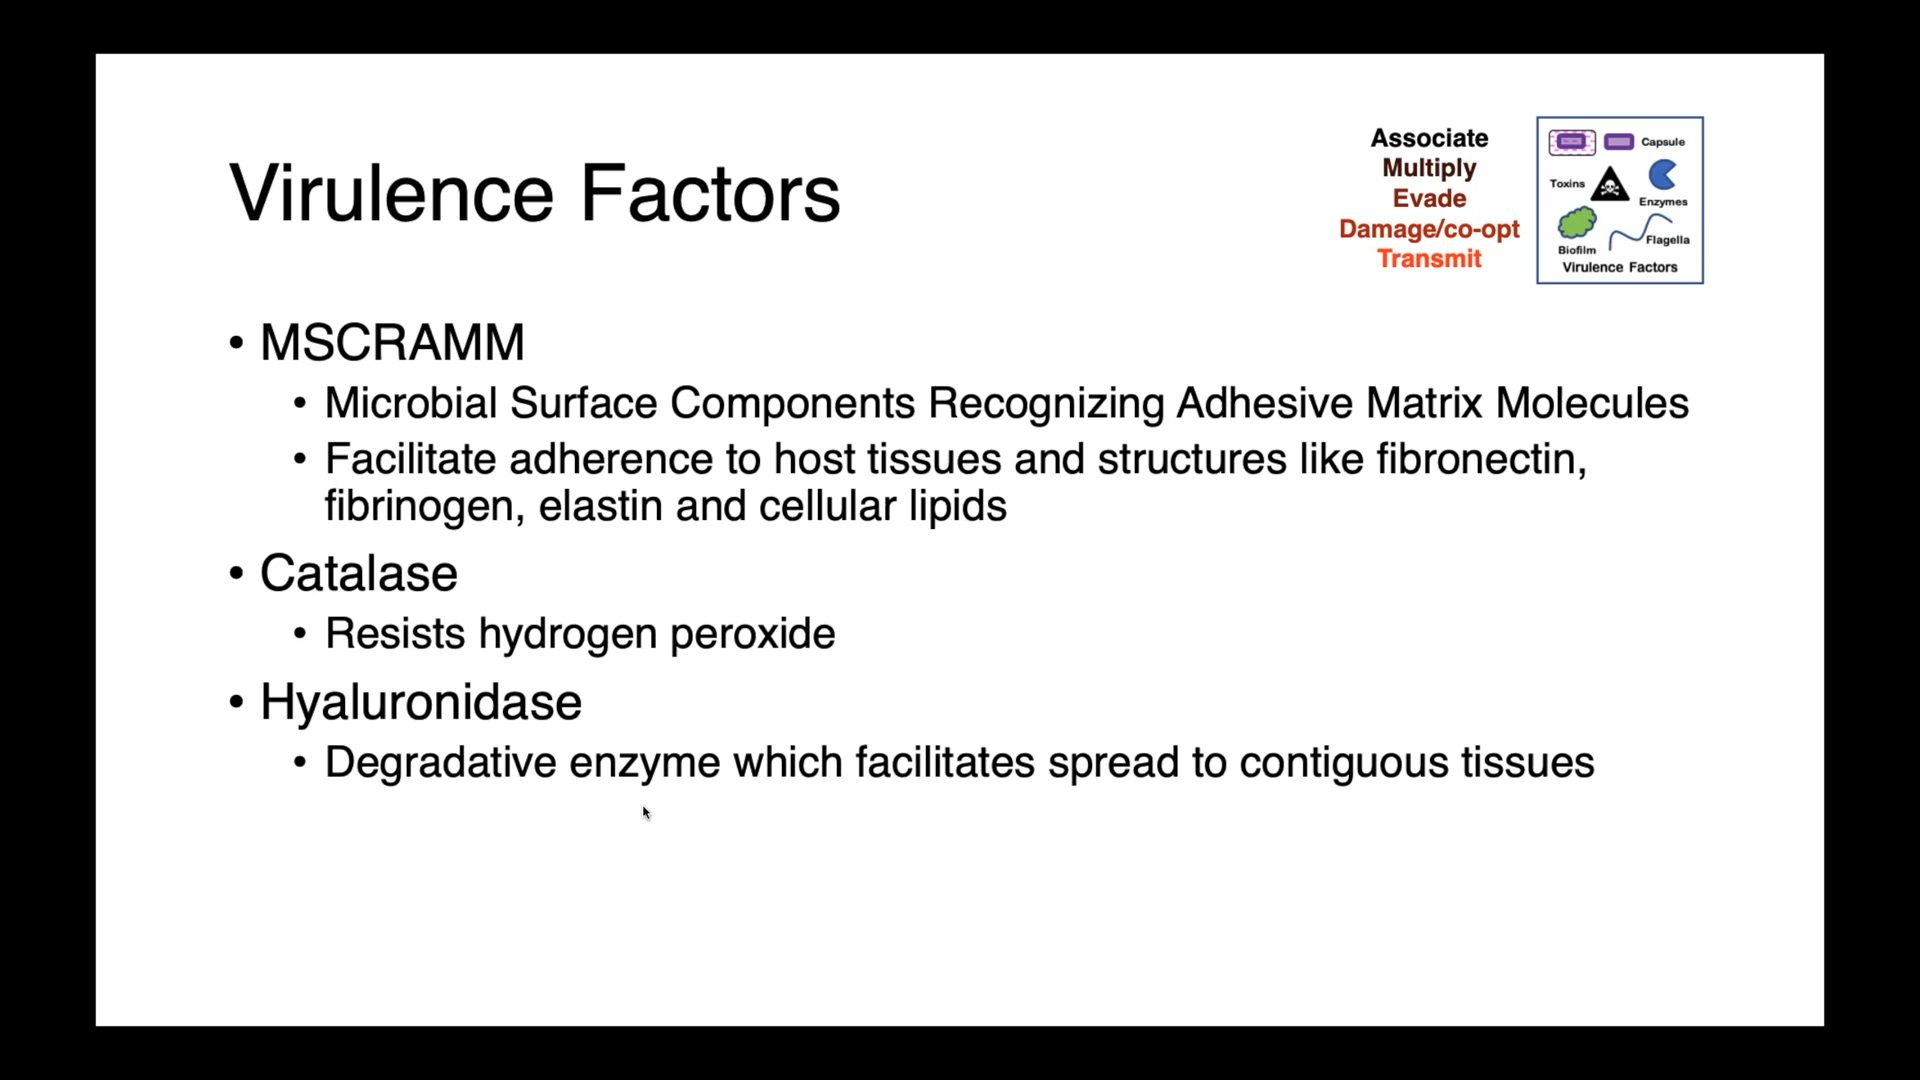 Virulence Factors
Associate
Multiply
Evade
Damage/co-opt
Transmit
Capsule
Toxins
Enzymes
Biofilm
Flagella
Virulence Factors
• MSCRAMM
• Microbial Surface Components Recognizing Adhesive Matrix Molecules
• Facilitate adherence to host tissues and structures like fibronectin,
fibrinogen, elastin and cellular lipids
• Catalase
• Resists hydrogen peroxide
• Hyaluronidase
• Degradative enzyme which facilitates spread to contiguous tissues